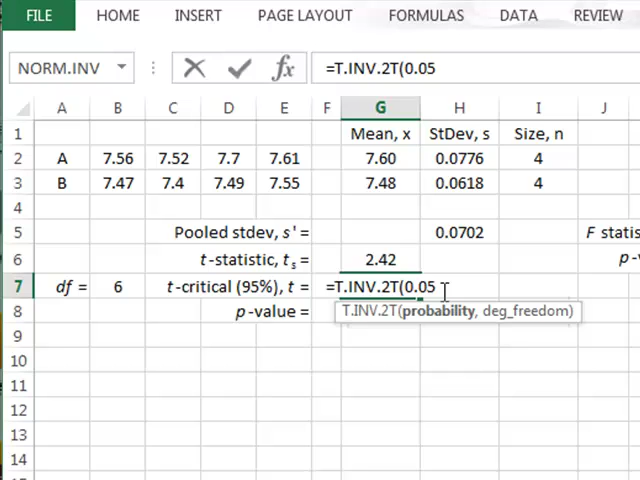 FILE HOME INSERT PAGE LAYOUT FORMULAS DATA REVIEW
NORM.INV fx =T.INV.2T(0.05
A B C D E F G H I J
1 Mean, x StDev, s Size, n
2 A 7.56 7.52 7.7 7.61 7.60 0.0776 4
3 B 7.47 7.4 7.49 7.55 7.48 0.0618 4
4
5 Pooled stdev, s' = 0.0702 F statis
6 t-statistic, ts = 2.42 p-v
7 df = 6 t-critical (95%), t = =T.INV.2T(0.05
8 p-value = T.INV.2T(probability, deg_freedom)
9
10
11
12
13
14